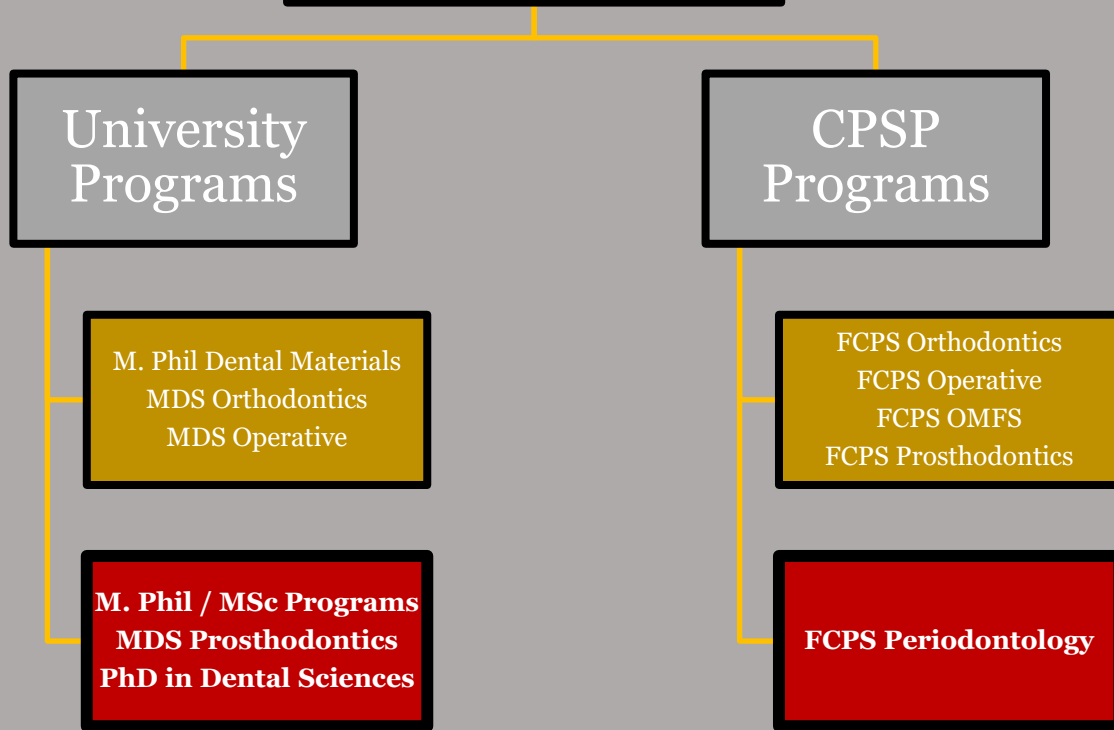 University
Programs
CPSP
Programs
M. Phil Dental Materials
MDS Orthodontics
MDS Operative
FCPS Orthodontics
FCPS Operative
FCPS OMFS
FCPS Prosthodontics
M. Phil / MSc Programs
MDS Prosthodontics
PhD in Dental Sciences
FCPS Periodontology